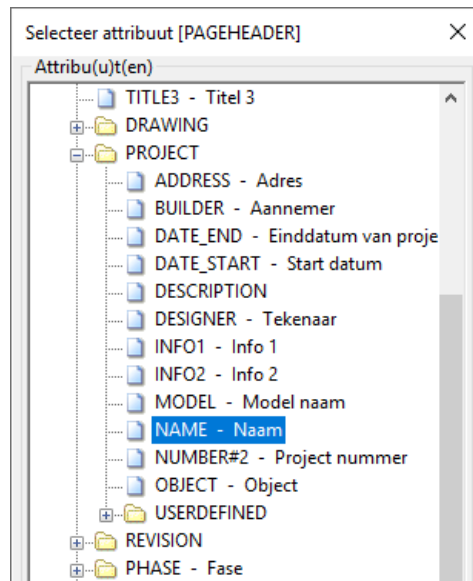 Selecteer attribuut [PAGEHEADER]
Attribu(u)t(en)
TITLE3 - Titel 3
DRAWING
PROJECT
ADDRESS - Adres
BUILDER - Aannemer
DATE_END - Einddatum van proje
DATE_START - Start datum
DESCRIPTION
DESIGNER - Tekenaar
INFO1 - Info 1
INFO2 - Info 2
MODEL - Model naam
NAME - Naam
NUMBER#2 - Project nummer
OBJECT - Object
USERDEFINED
REVISION
PHASE - Fase